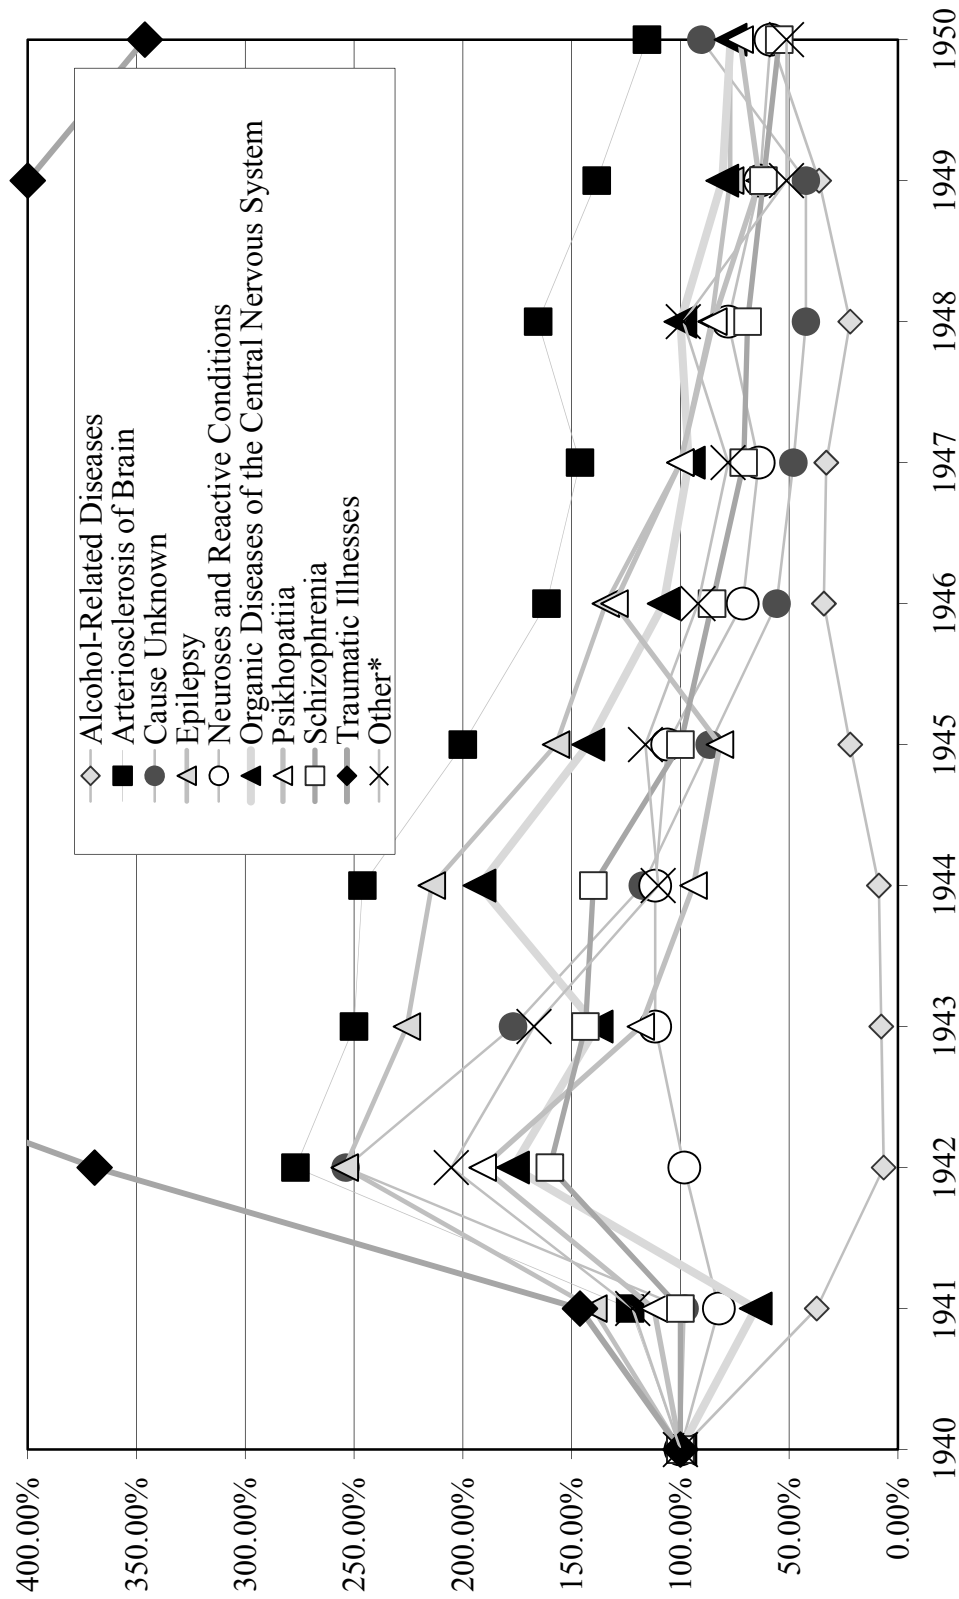 400.00%
350.00%
300.00%
250.00%
200.00%
150.00%
100.00%
50.00%
0.00%
Alcohol-Related Diseases
Arteriosclerosis of Brain
Cause Unknown
Epilepsy
Neuroses and Reactive Conditions
Organic Diseases of the Central Nervous System
Psikhopatiia
Schizophrenia
Traumatic Illnesses
Other*
1940
1941
1942
1943
1944
1945
1946
1947
1948
1949
1950